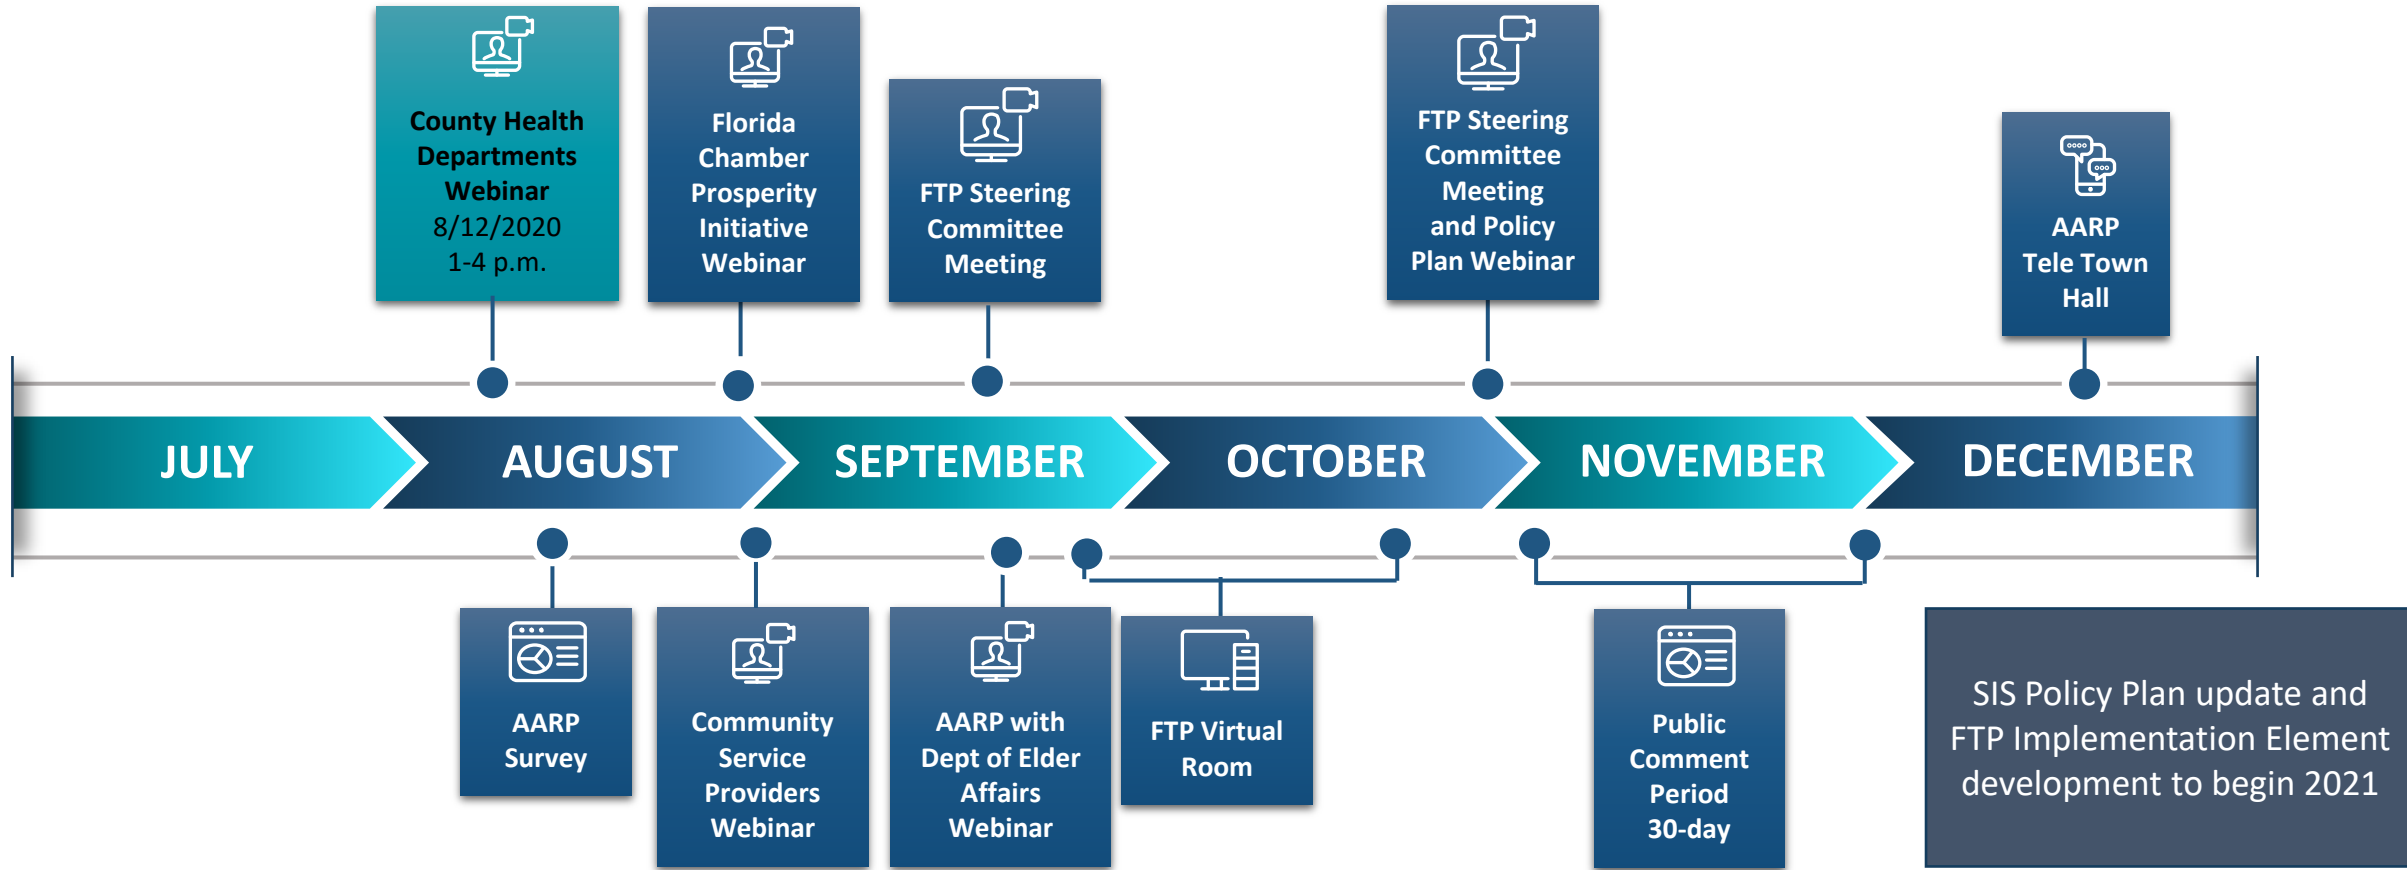 County Health
Departments
Webinar
8/12/2020
1-4 p.m.
Florida
Chamber
Prosperity
Initiative
Webinar
FTP Steering
Committee
Meeting
FTP Steering
Committee
Meeting
and Policy
Plan Webinar
AARP
Tele Town
Hall
JULY
AUGUST
SEPTEMBER
OCTOBER
NOVEMBER
DECEMBER
AARP
Survey
Community
Service
Providers
Webinar
AARP with
Dept of Elder
Affairs
Webinar
FTP Virtual
Room
Public
Comment
Period
30-day
SIS Policy Plan update and
FTP Implementation Element
development to begin 2021